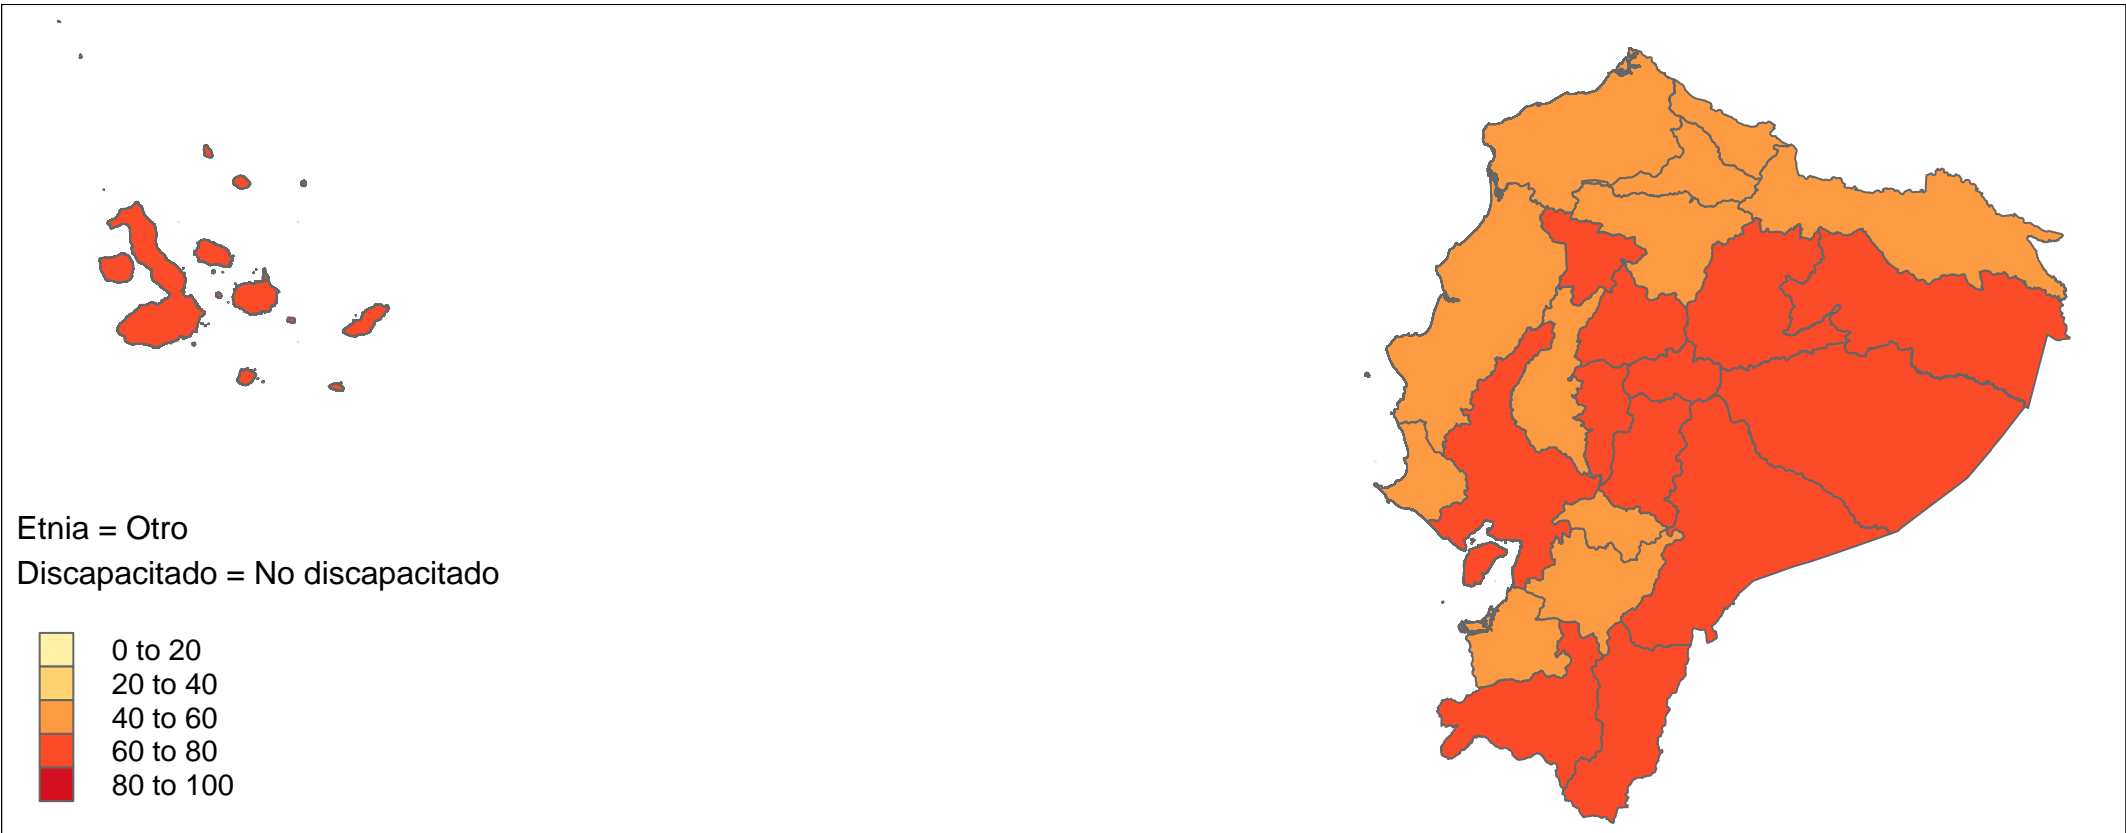 Etnia = Otro
Discapacitado = No discapacitado
0 to 20
20 to 40
40 to 60
60 to 80
80 to 100